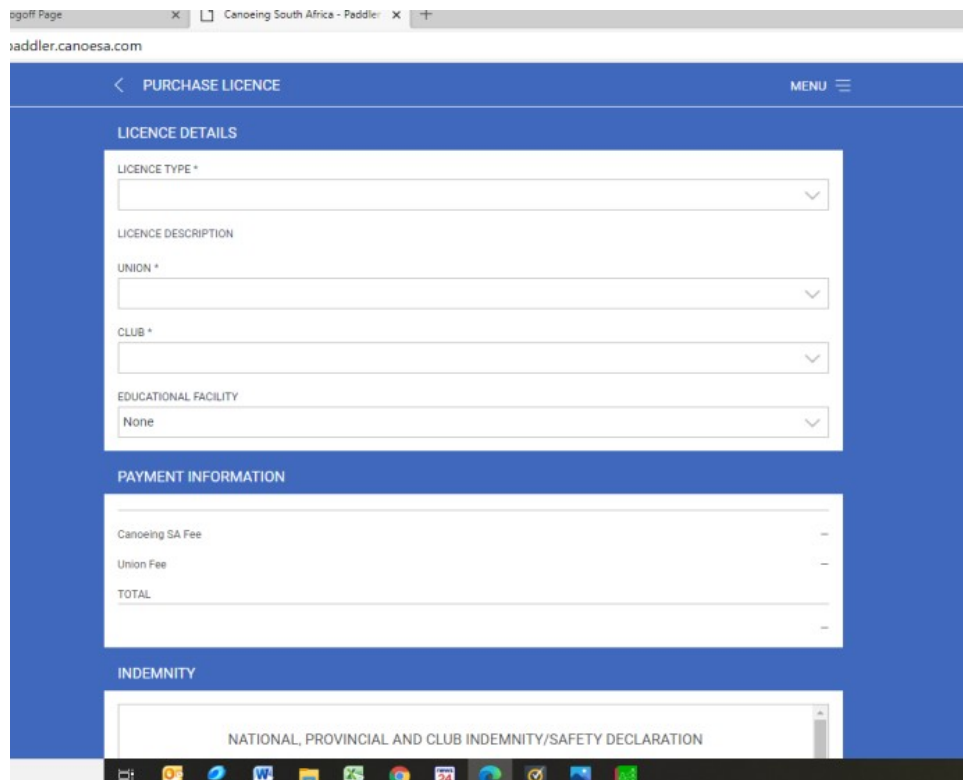 ogoff Page
Canoeing South Africa - Paddler
paddler.canoesa.com
PURCHASE LICENCE
MENU
LICENCE DETAILS
LICENCE TYPE *
LICENCE DESCRIPTION
UNION *
CLUB *
EDUCATIONAL FACILITY
None
PAYMENT INFORMATION
Canoeing SA Fee –
Union Fee –
TOTAL
–
INDEMNITY
NATIONAL, PROVINCIAL AND CLUB INDEMNITY/SAFETY DECLARATION
24